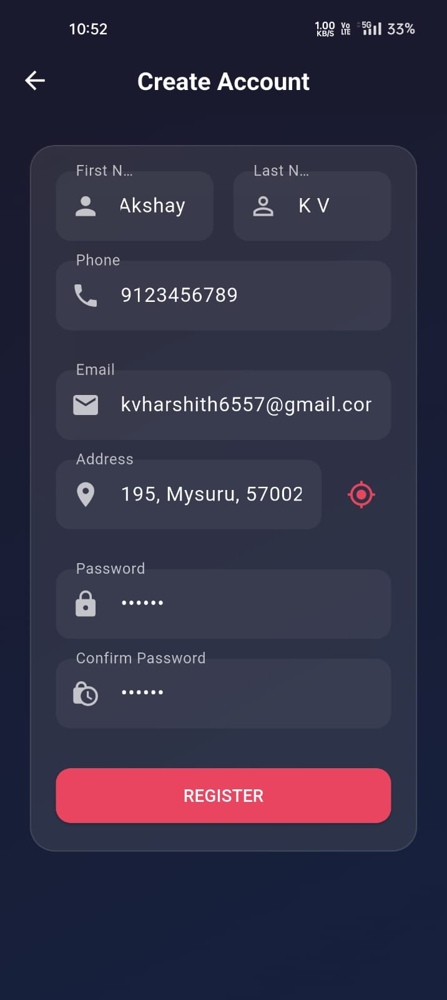 10:52 1.00 KB/S Vo LTE 5G 33%
Create Account
First N... Last N...
Akshay K V
Phone
9123456789
Email
kvharshith6557@gmail.cor
Address
195, Mysuru, 57002
Password
••••••
Confirm Password
••••••
REGISTER